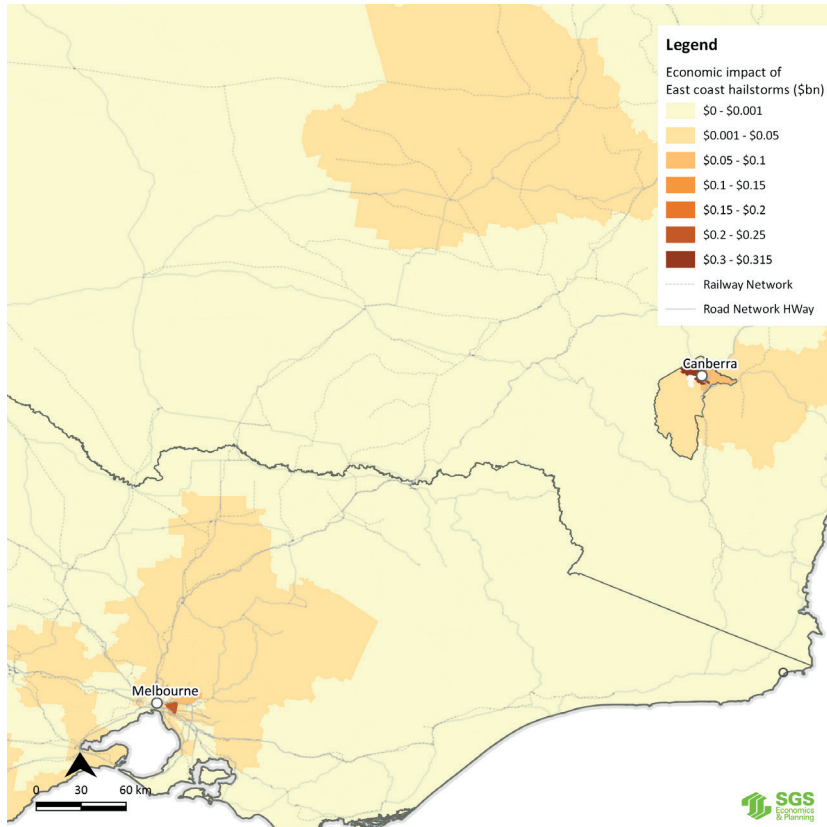 Legend
Economic impact of
East coast hailstorms ($bn)
$0 - $0.001
$0.001 - $0.05
$0.05 - $0.1
$0.1 - $0.15
$0.15 - $0.2
$0.2 - $0.25
$0.3 - $0.315
Railway Network
Road Network HWay
Canberra
Melbourne
0 30 60 km
SGS
Economics
& Planning